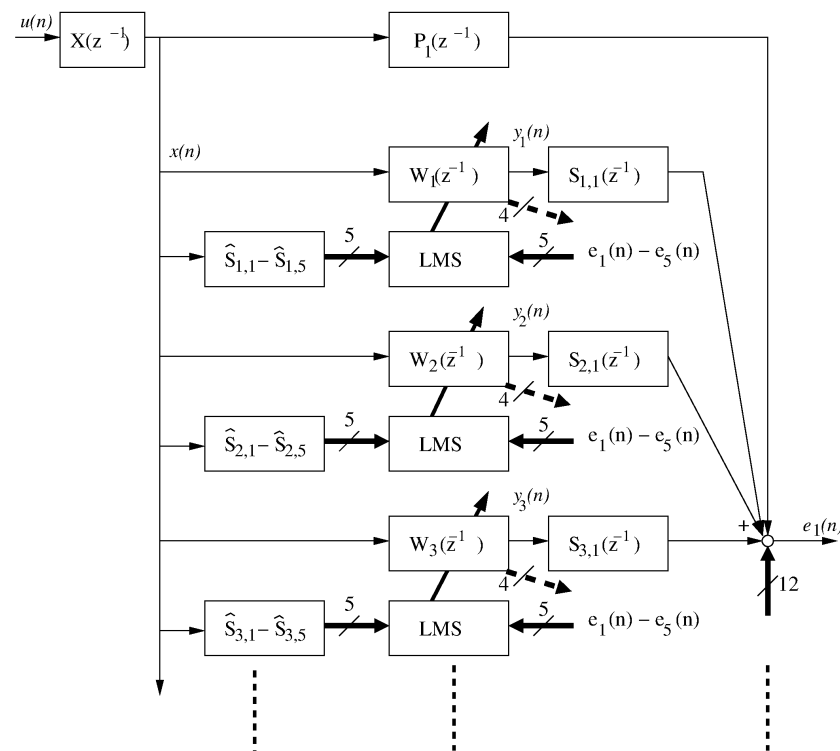 u(n)
X(z⁻¹)
P₁(z⁻¹)
x(n)
y₁(n)
W₁(z⁻¹)
S₁,₁(z⁻¹)
4
Ŝ₁,₁ – Ŝ₁,₅
5
LMS
5
e₁(n) – e₅(n)
y₂(n)
W₂(z⁻¹)
S₂,₁(z⁻¹)
4
Ŝ₂,₁ – Ŝ₂,₅
5
LMS
5
e₁(n) – e₅(n)
y₃(n)
W₃(z⁻¹)
S₃,₁(z⁻¹)
+
e₁(n)
4
12
Ŝ₃,₁ – Ŝ₃,₅
5
LMS
5
e₁(n) – e₅(n)